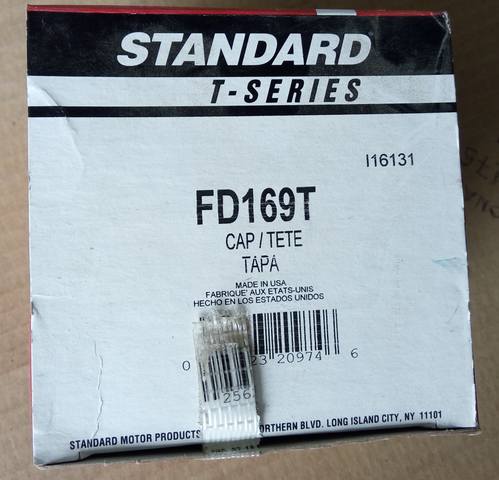 STANDARD
T-SERIES
I16131
FD169T
CAP / TETE
TAPA
MADE IN USA
FABRIQUE' AUX ETATS-UNIS
HECHO EN LOS ESTADOS UNIDOS
0 23 20974 6
256
STANDARD MOTOR PRODUCTS NORTHERN BLVD. LONG ISLAND CITY, NY 11101